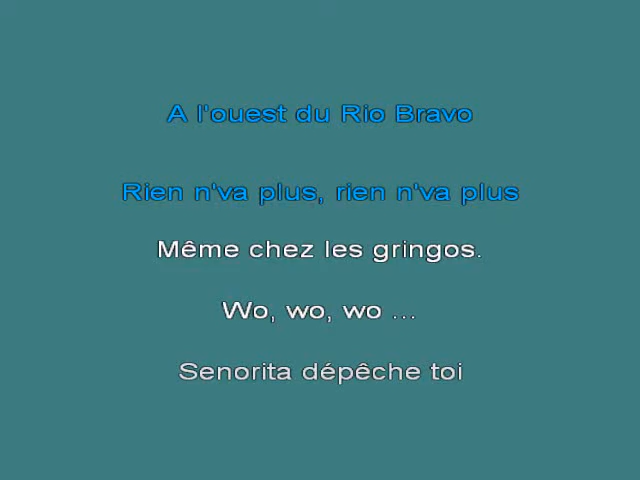 A l'ouest du Rio Bravo
Rien n'va plus, rien n'va plus
Même chez les gringos.
Wo, wo, wo ...
Senorita dépêche toi